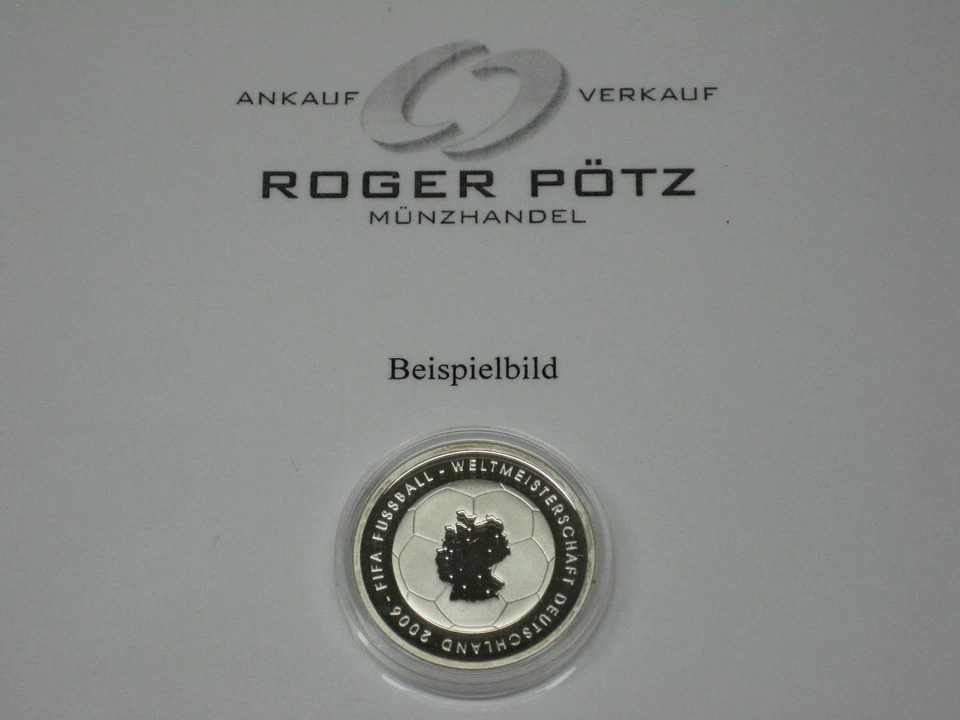 ANKAUF VERKAUF
ROGER PÖTZ
MÜNZHANDEL
Beispielbild
FIFA FUSSBALL - WELTMEISTERSCHAFT DEUTSCHLAND 2006 -